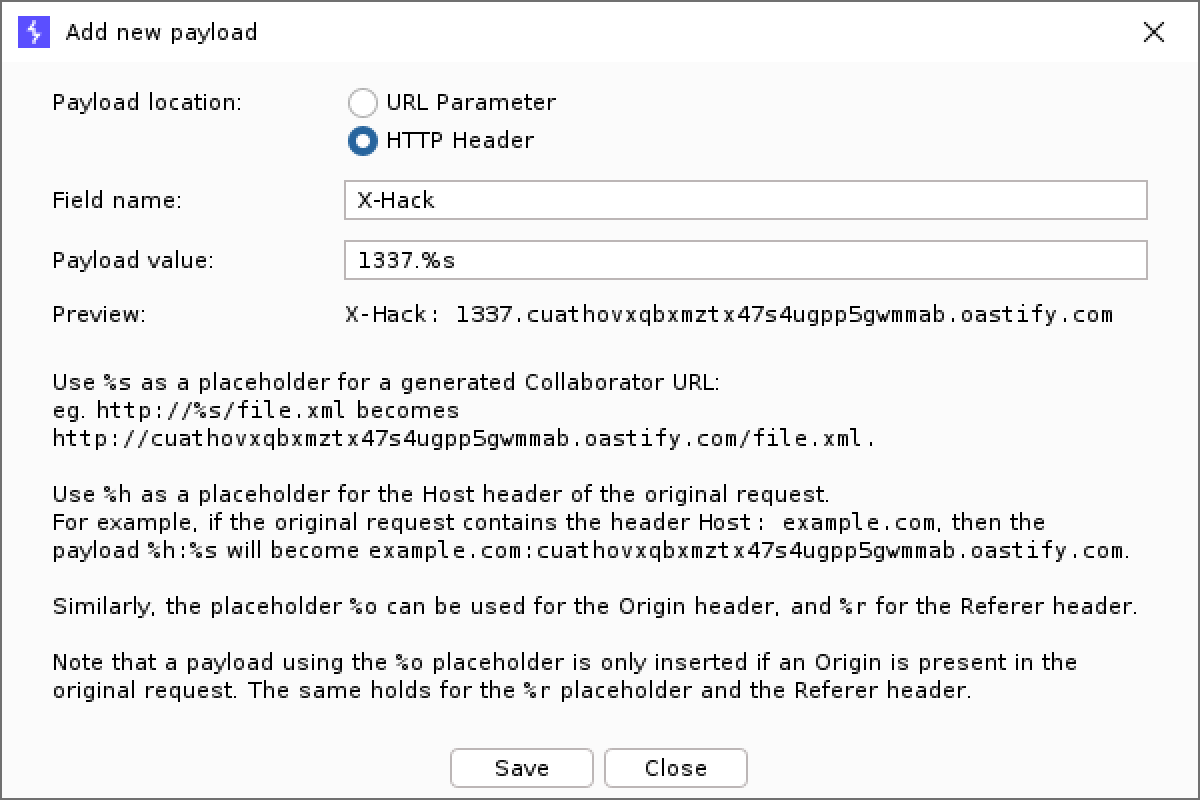 Add new payload
Payload location:
URL Parameter
HTTP Header
Field name:
X-Hack
Payload value:
1337.%s
Preview:
X-Hack: 1337.cuathovxqbxmztx47s4ugpp5gwmmab.oastify.com
Use %s as a placeholder for a generated Collaborator URL:
eg. http://%s/file.xml becomes
http://cuathovxqbxmztx47s4ugpp5gwmmab.oastify.com/file.xml.
Use %h as a placeholder for the Host header of the original request.
For example, if the original request contains the header Host: example.com, then the
payload %h:%s will become example.com:cuathovxqbxmztx47s4ugpp5gwmmab.oastify.com.
Similarly, the placeholder %o can be used for the Origin header, and %r for the Referer header.
Note that a payload using the %o placeholder is only inserted if an Origin is present in the
original request. The same holds for the %r placeholder and the Referer header.
Save
Close